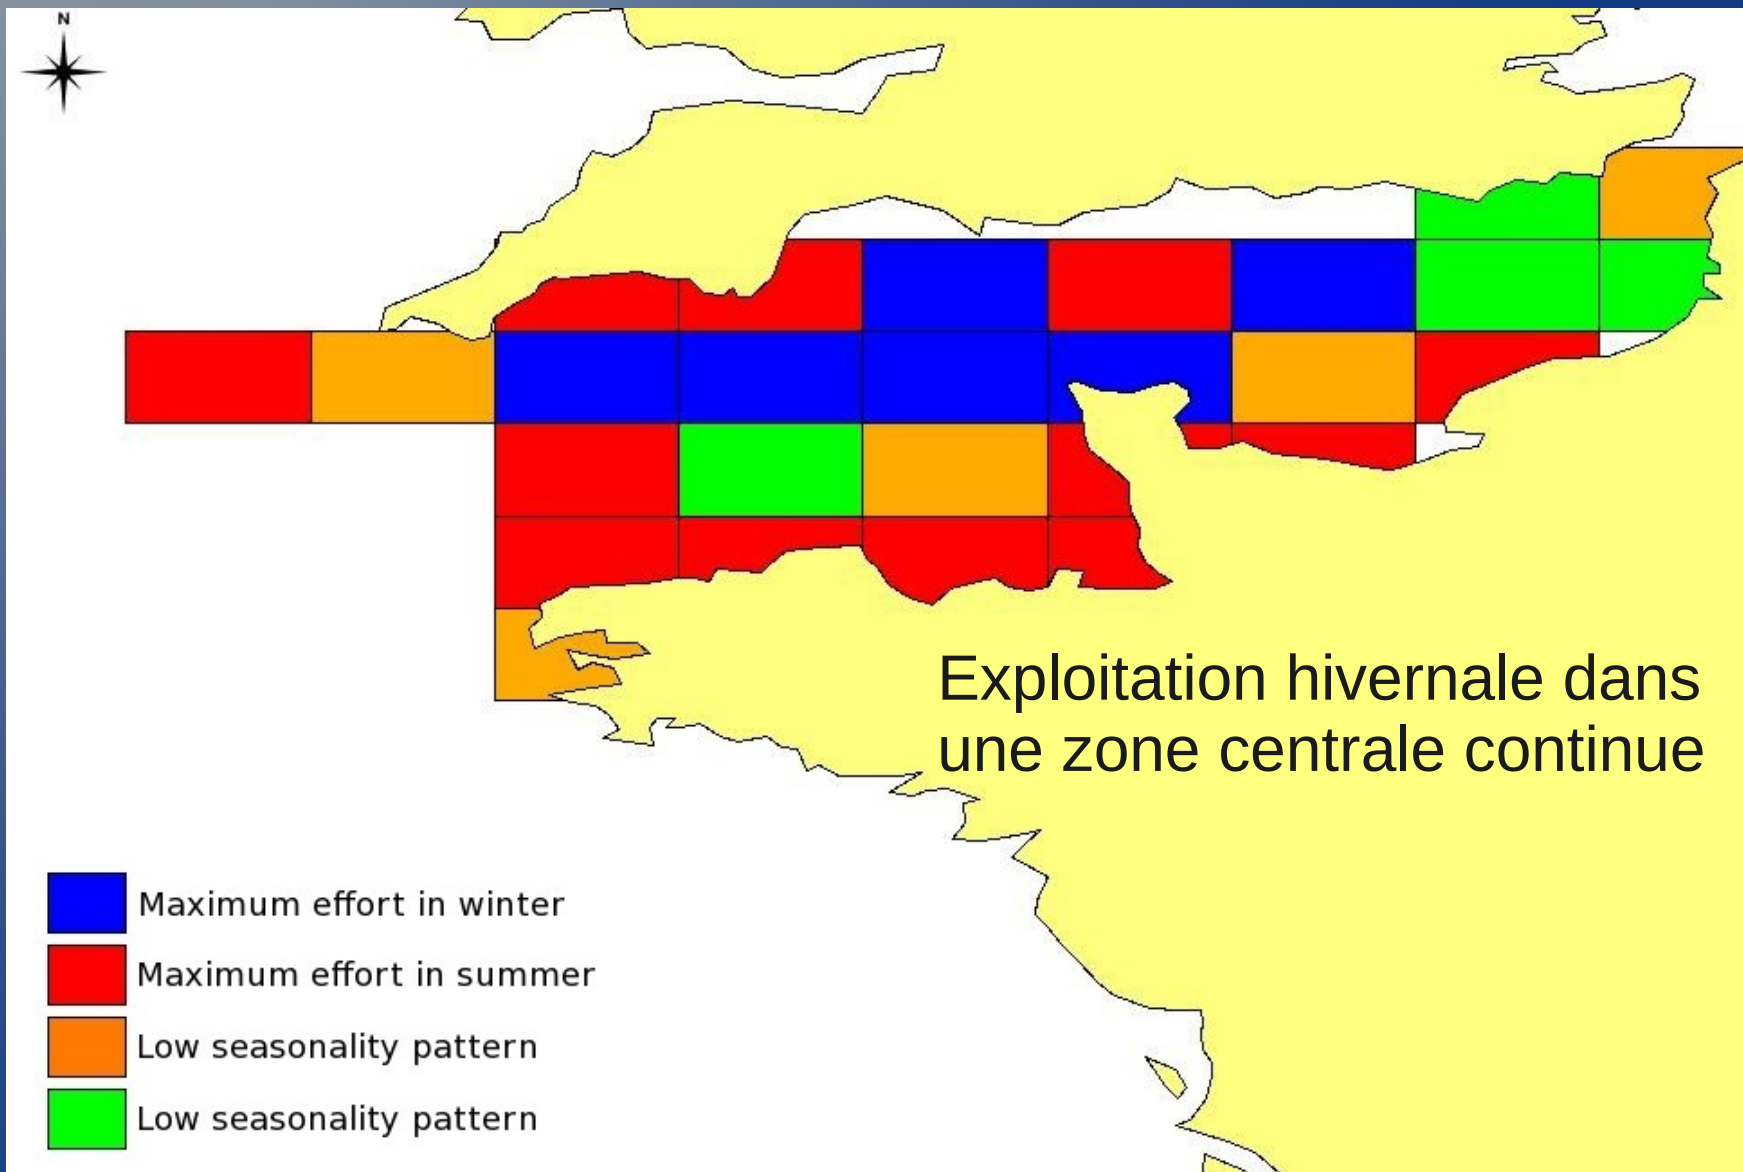 N
Exploitation hivernale dans
une zone centrale continue
Maximum effort in winter
Maximum effort in summer
Low seasonality pattern
Low seasonality pattern